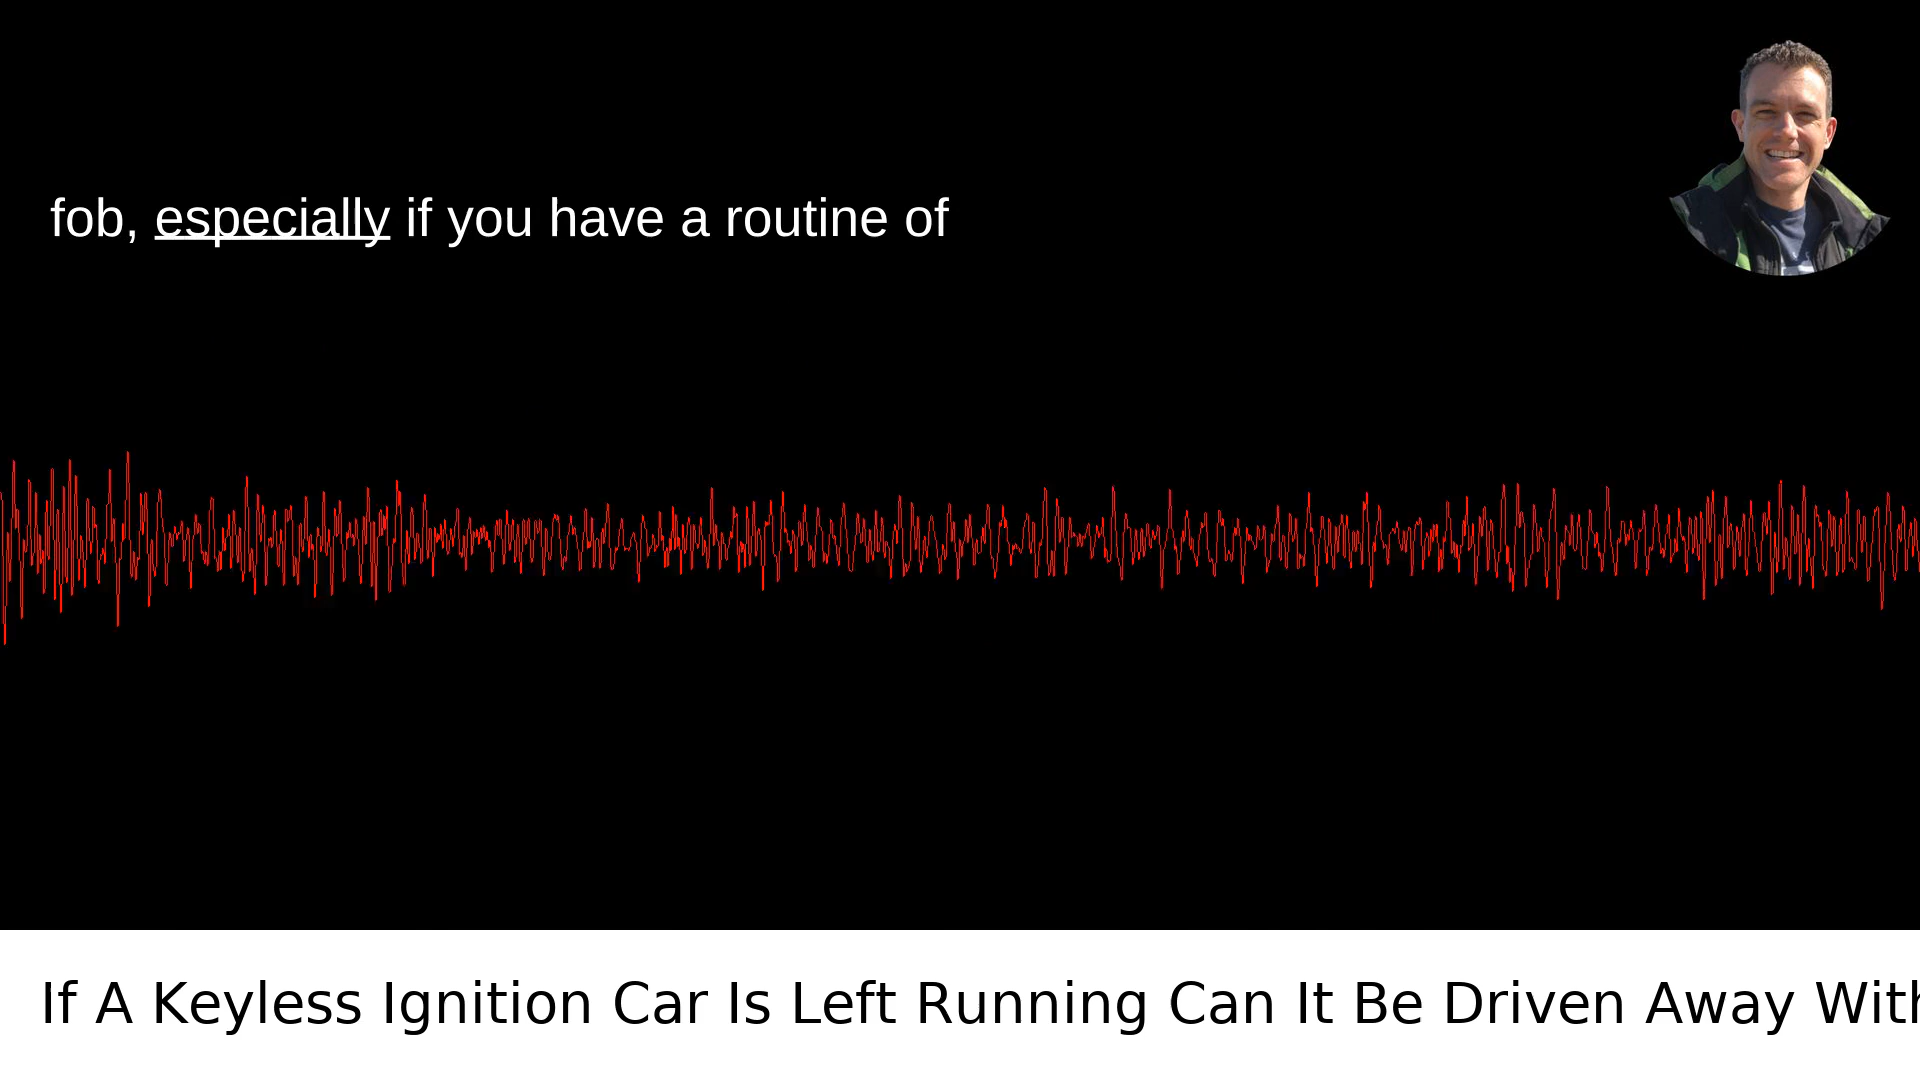 fob, especially if you have a routine of
If A Keyless Ignition Car Is Left Running Can It Be Driven Away With